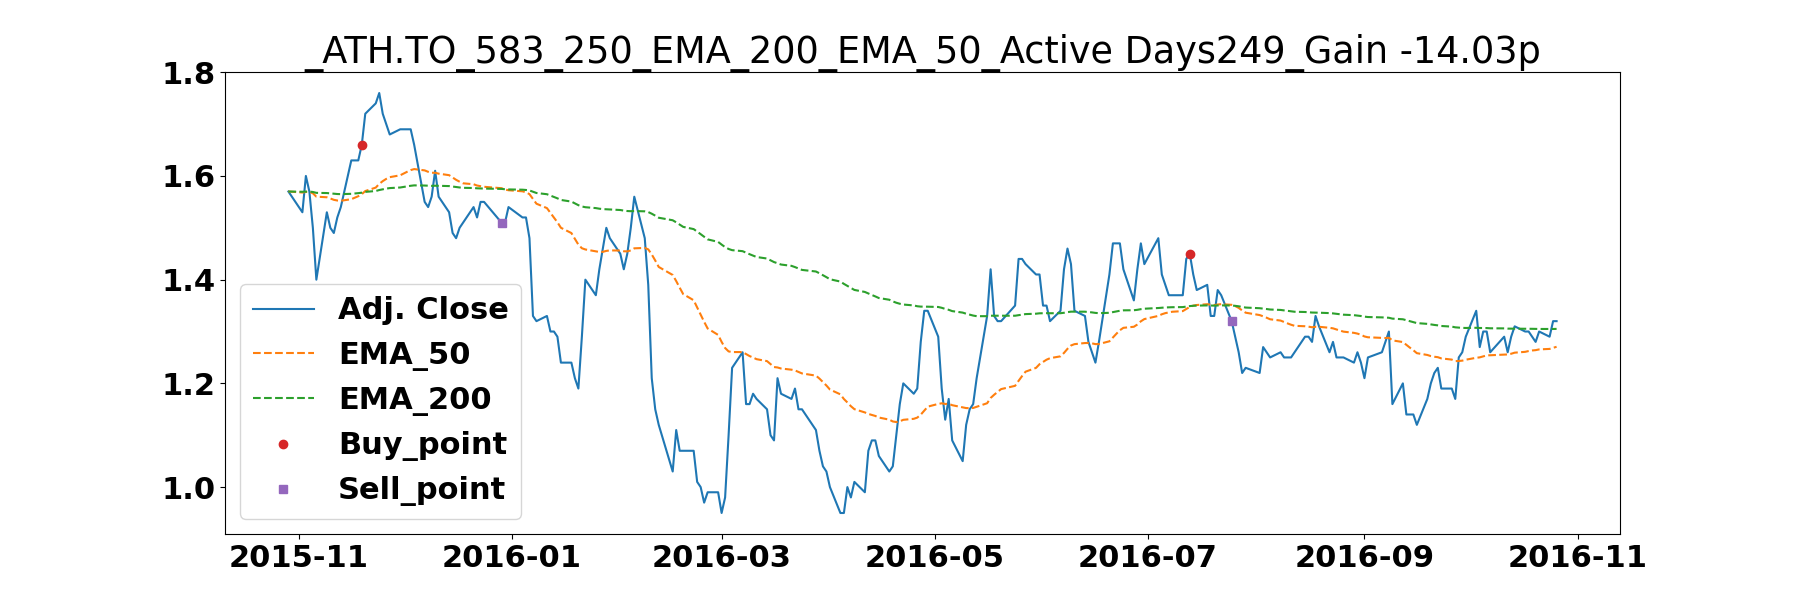 _ATH.TO_583_250_EMA_200_EMA_50_Active Days249_Gain -14.03p
1.8
1.6
1.4
1.2
1.0
Adj. Close
EMA_50
EMA_200
Buy_point
Sell_point
2015-11 2016-01 2016-03 2016-05 2016-07 2016-09 2016-11